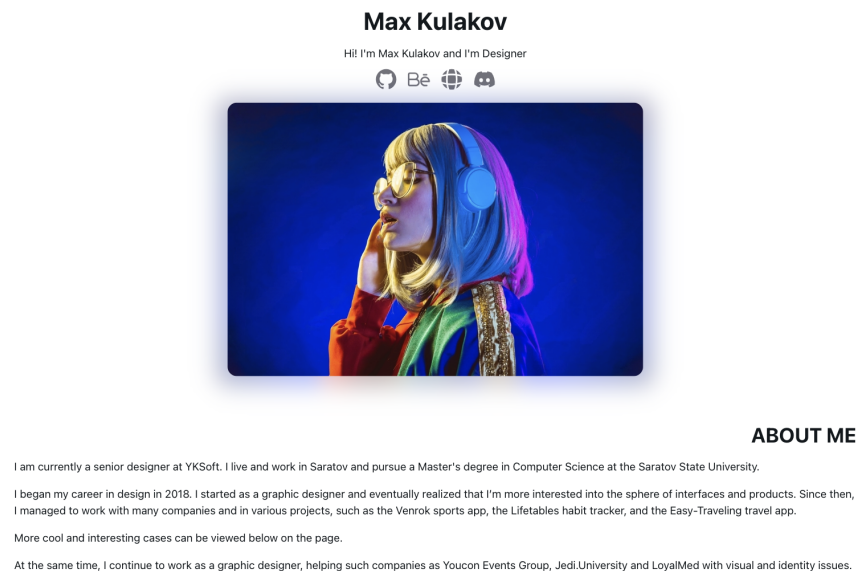 Max Kulakov
Hi! I'm Max Kulakov and I'm Designer
Bē
ABOUT ME
I am currently a senior designer at YKSoft. I live and work in Saratov and pursue a Master's degree in Computer Science at the Saratov State University.
I began my career in design in 2018. I started as a graphic designer and eventually realized that I'm more interested into the sphere of interfaces and products. Since then,
I managed to work with many companies and in various projects, such as the Venrok sports app, the Lifetables habit tracker, and the Easy-Traveling travel app.
More cool and interesting cases can be viewed below on the page.
At the same time, I continue to work as a graphic designer, helping such companies as Youcon Events Group, Jedi.University and LoyalMed with visual and identity issues.